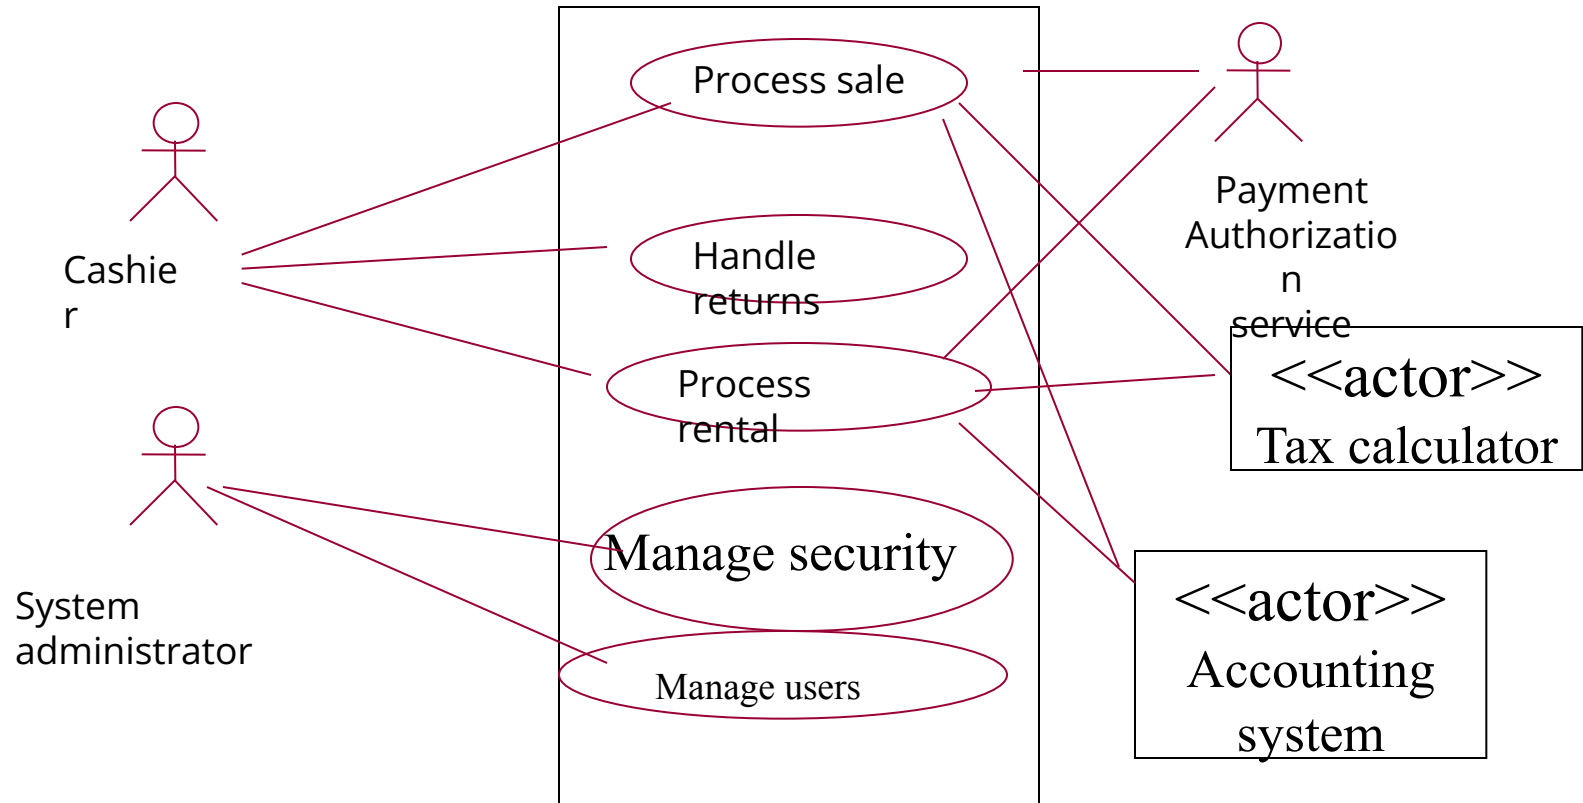 Process sale
Cashie
r
Handle
returns
Process
rental
Manage security
Manage users
System
administrator
Payment
Authorizatio
n
service
<<actor>>
Tax calculator
<<actor>>
Accounting
system